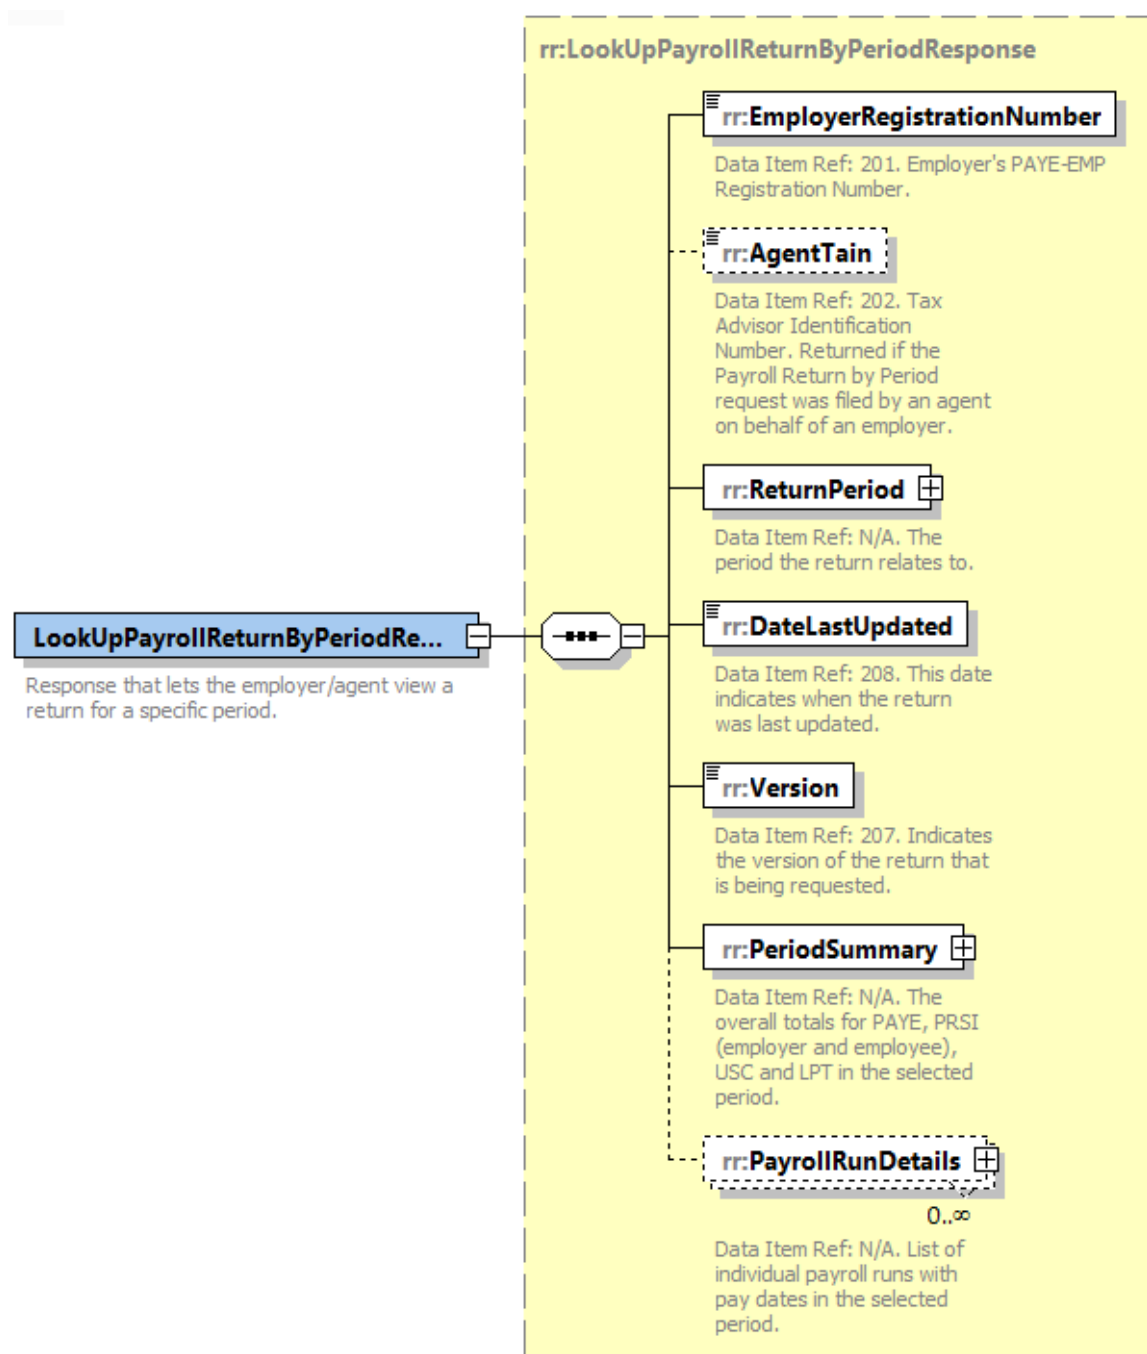 rr:LookUpPayrollReturnByPeriodResponse
rr:EmployerRegistrationNumber
Data Item Ref: 201. Employer's PAYE-EMP
Registration Number.
rr:AgentTain
Data Item Ref: 202. Tax
Advisor Identification
Number. Returned if the
Payroll Return by Period
request was filed by an agent
on behalf of an employer.
rr:ReturnPeriod
Data Item Ref: N/A. The
period the return relates to.
LookUpPayrollReturnByPeriodRe...
Response that lets the employer/agent view a
return for a specific period.
rr:DateLastUpdated
Data Item Ref: 208. This date
indicates when the return
was last updated.
rr:Version
Data Item Ref: 207. Indicates
the version of the return that
is being requested.
rr:PeriodSummary
Data Item Ref: N/A. The
overall totals for PAYE, PRSI
(employer and employee),
USC and LPT in the selected
period.
rr:PayrollRunDetails
0..∞
Data Item Ref: N/A. List of
individual payroll runs with
pay dates in the selected
period.